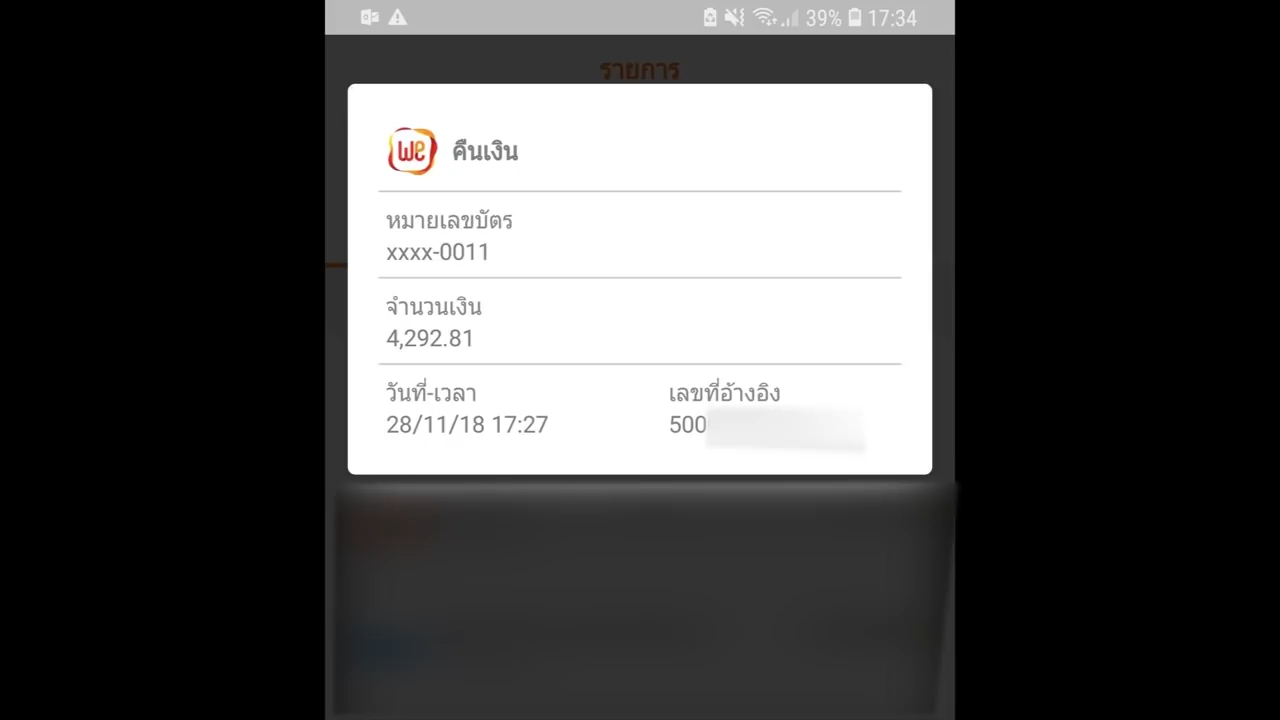 39% 17:34
รายการ
we คืนเงิน
หมายเลขบัตร
xxxx-0011
จำนวนเงิน
4,292.81
วันที่-เวลา เลขที่อ้างอิง
28/11/18 17:27 500